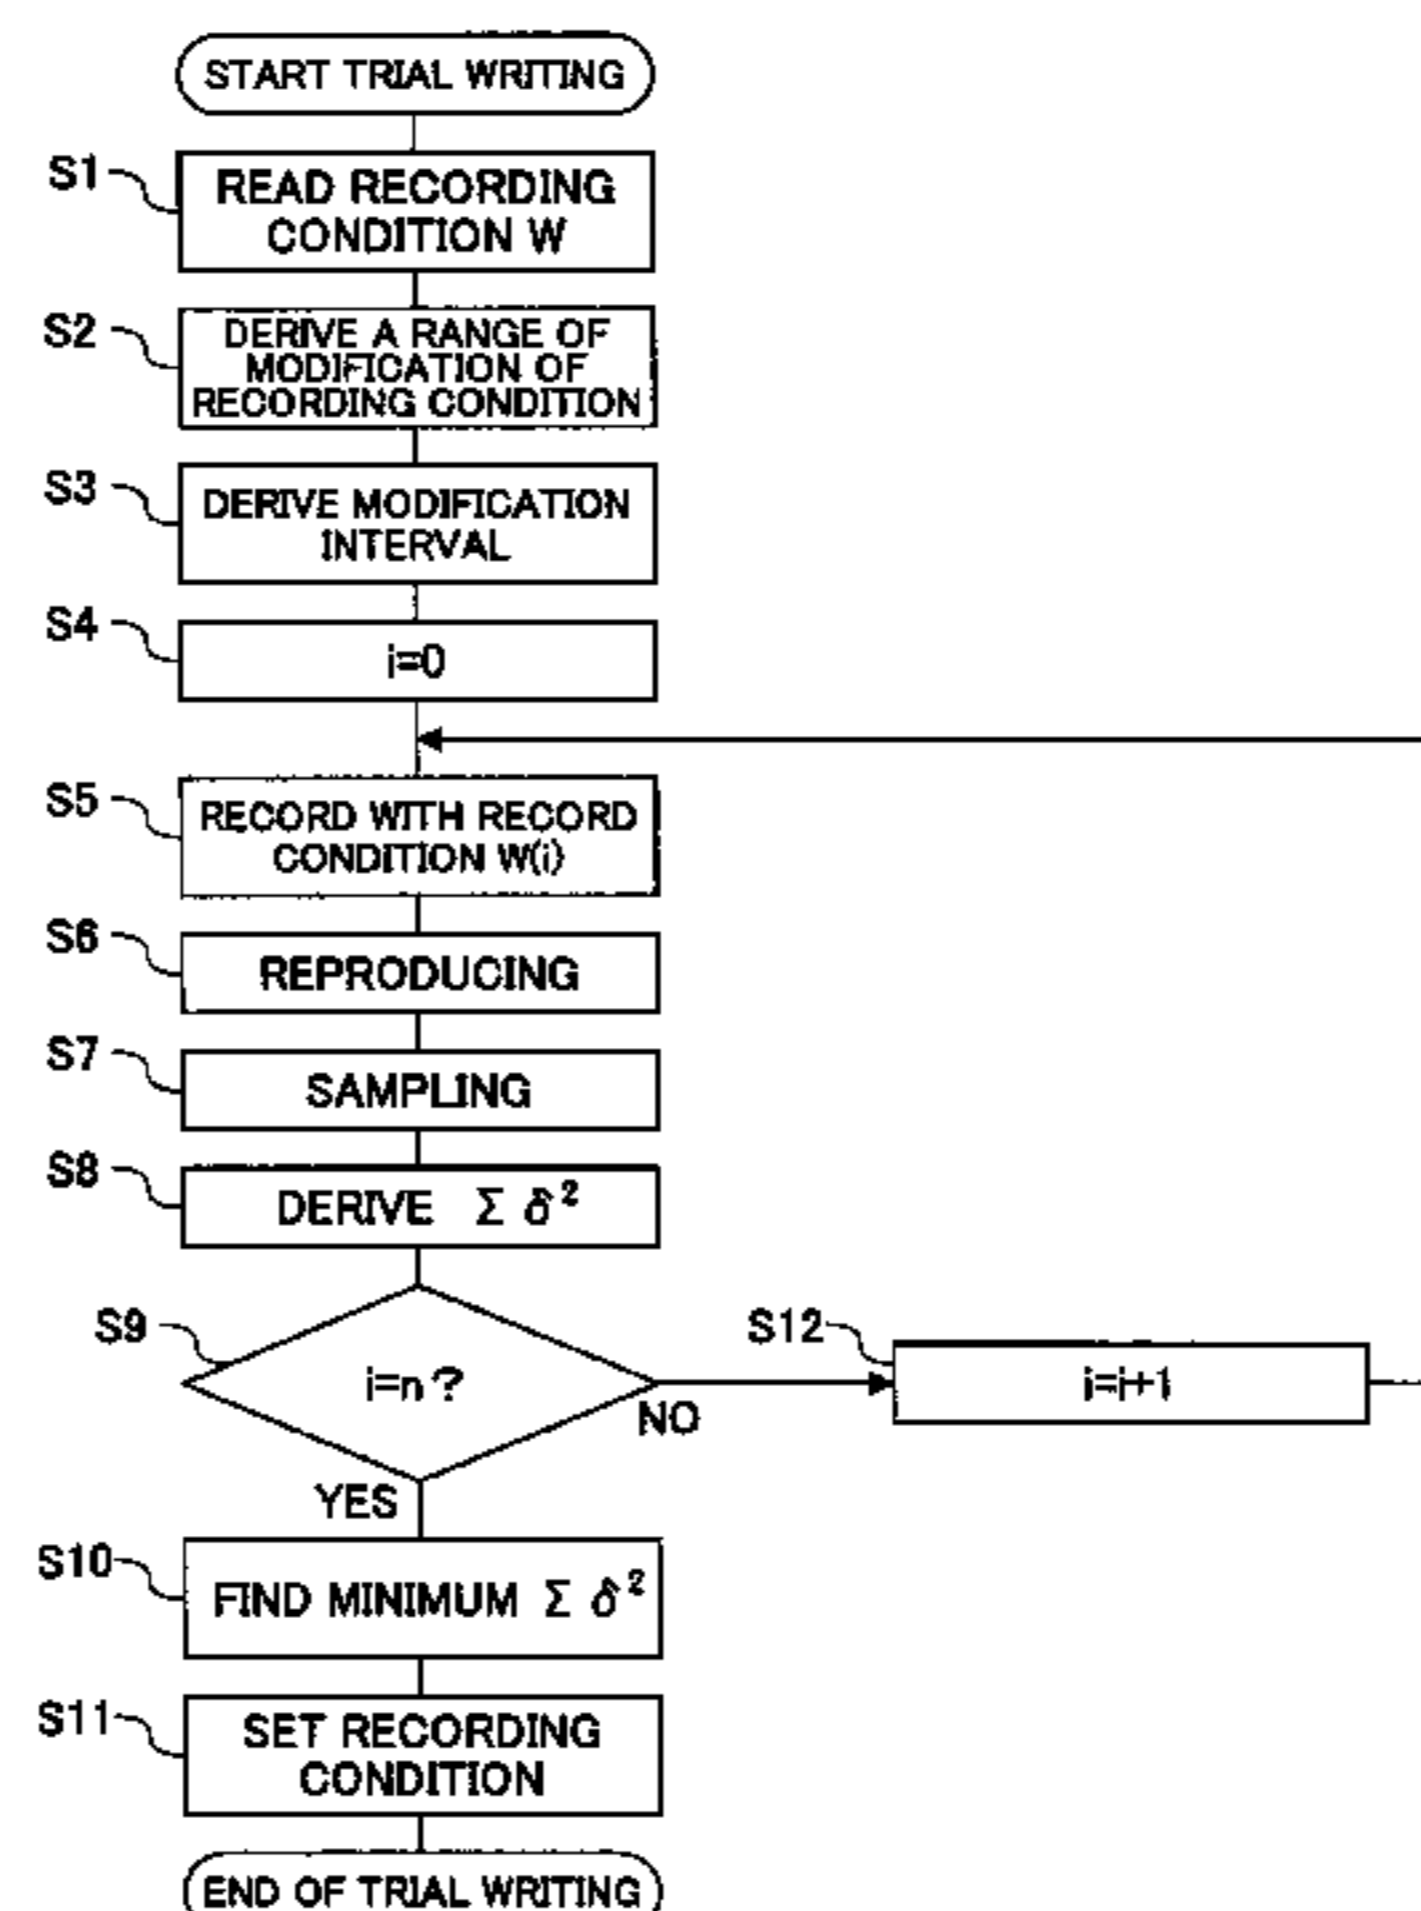 START TRIAL WRITING
S1
READ RECORDING
CONDITION W
S2
DERIVE A RANGE OF
MODIFICATION OF
RECORDING CONDITION
S3
DERIVE MODIFICATION
INTERVAL
S4
i=0
S5
RECORD WITH RECORD
CONDITION W(i)
S6
REPRODUCING
S7
SAMPLING
S8
DERIVE Σ δ²
S9
i=n?
NO
S12
i=i+1
YES
S10
FIND MINIMUM Σ δ²
S11
SET RECORDING
CONDITION
END OF TRIAL WRITING